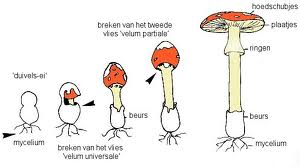 hoedschubjes
breken van het tweede
vlies 'velum partiale'
plaatjes
ringen
'duivels-ei'
beurs
beurs
mycelium
breken van het vlies
'velum universale'
mycelium